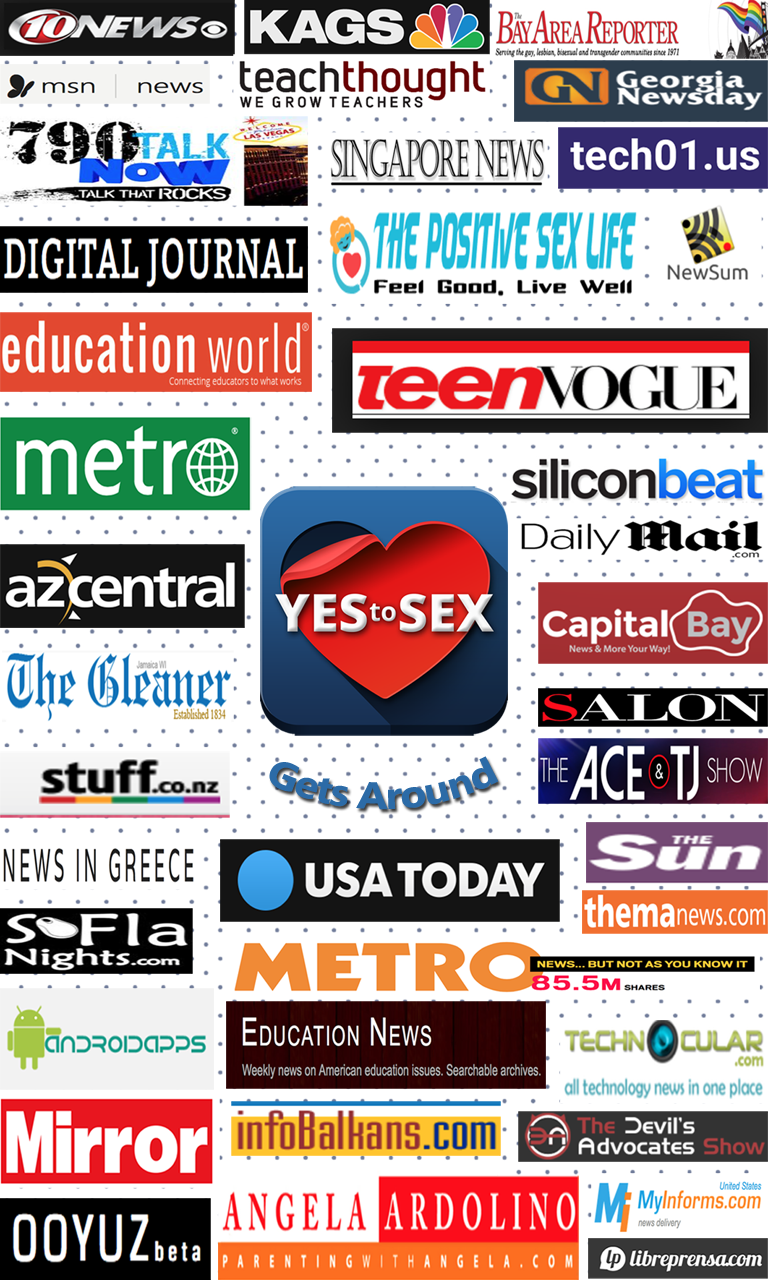 10NEWS
KAGS
The
BAY AREA REPORTER
Serving the gay, lesbian, bisexual and transgender communities since 1971
msn news
teachthought
WE GROW TEACHERS
GN Georgia
Newsday
790 TALK
NOW
TALK THAT ROCKS
WELCOME
LAS VEGAS
SINGAPORE NEWS
tech01.us
DIGITAL JOURNAL
THE POSITIVE SEX LIFE
Feel Good, Live Well
NewSum
education world®
Connecting educators to what works
teenVOGUE
metro®
siliconbeat
Daily Mail
.com
azcentral
YES to SEX
Capital Bay
News & More Your Way!
Jamaica WI
The Gleaner
Established 1834
SALON
THE ACE & TJ SHOW
stuff.co.nz
Gets Around
NEWS IN GREECE
USA TODAY
THE
Sun
themanews.com
SoFla
Nights.com
METRO
NEWS... BUT NOT AS YOU KNOW IT
85.5M SHARES
androidapps
EDUCATION NEWS
Weekly news on American education issues. Searchable archives.
TECHNOCULAR
.com
all technology news in one place
Mirror
infoBalkans.com
The Devil's
Advocates Show
OOYUZ beta
ANGELA ARDOLINO
PARENTINGWITHANGELA.COM
United States
Mi MyInforms.com
news delivery
lp libreprensa.com